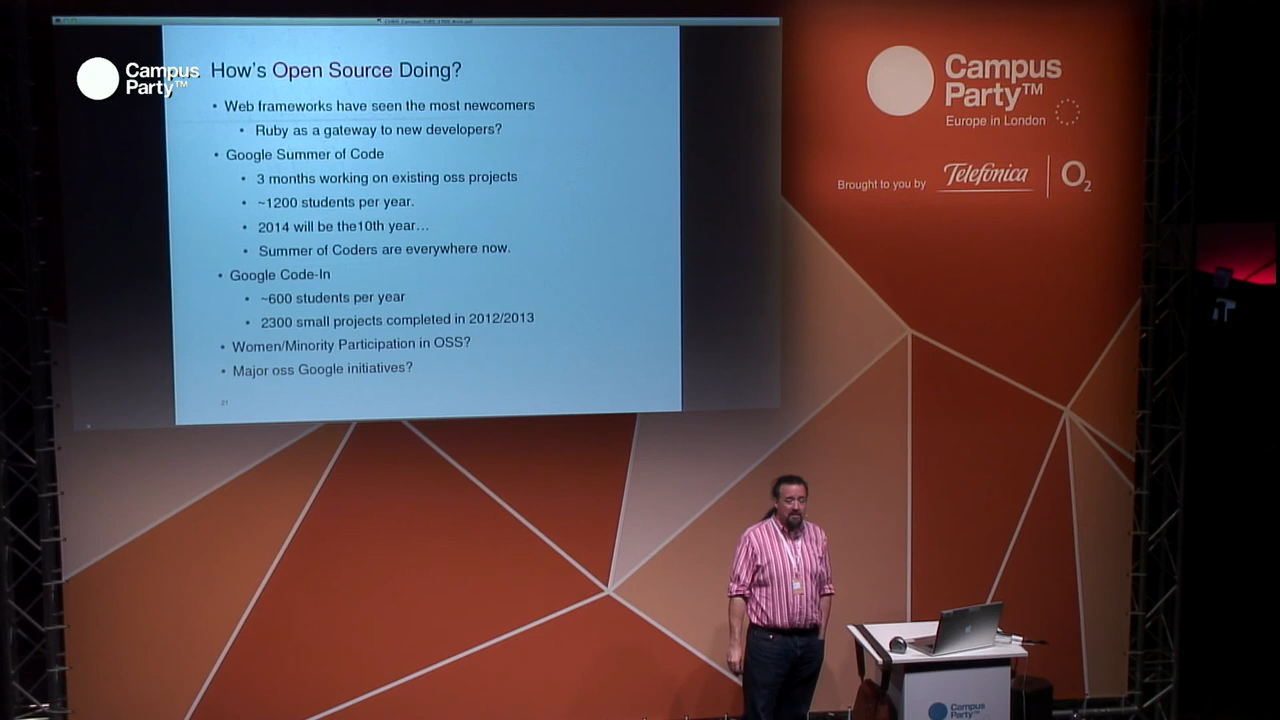 Campus
Party™
How's Open Source Doing?
• Web frameworks have seen the most newcomers
• Ruby as a gateway to new developers?
• Google Summer of Code
• 3 months working on existing oss projects
• ~1200 students per year.
• 2014 will be the10th year…
• Summer of Coders are everywhere now.
• Google Code-In
• ~600 students per year
• 2300 small projects completed in 2012/2013
• Women/Minority Participation in OSS?
• Major oss Google initiatives?
21
Campus
Party™
Europe in London
Brought to you by
Telefónica
O2
Campus
Party™